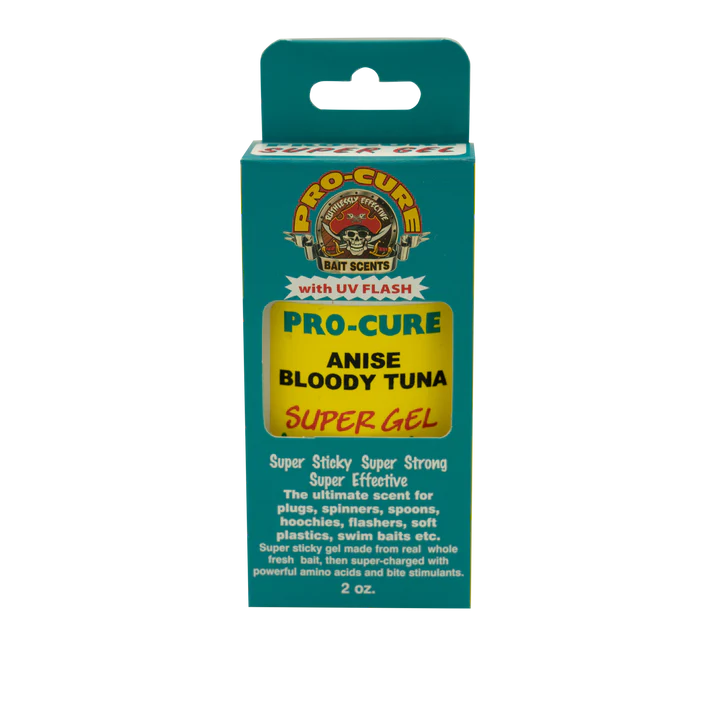 SUPER GEL
PRO-CURE
RUTHLESSLY EFFECTIVE
BAIT SCENTS
with UV FLASH
PRO-CURE
ANISE
BLOODY TUNA
SUPER GEL
Super Sticky Super Strong
Super Effective
The ultimate scent for
plugs, spinners, spoons,
hoochies, flashers, soft
plastics, swim baits etc.
Super sticky gel made from real whole
fresh bait, then super-charged with
powerful amino acids and bite stimulants.
2 oz.